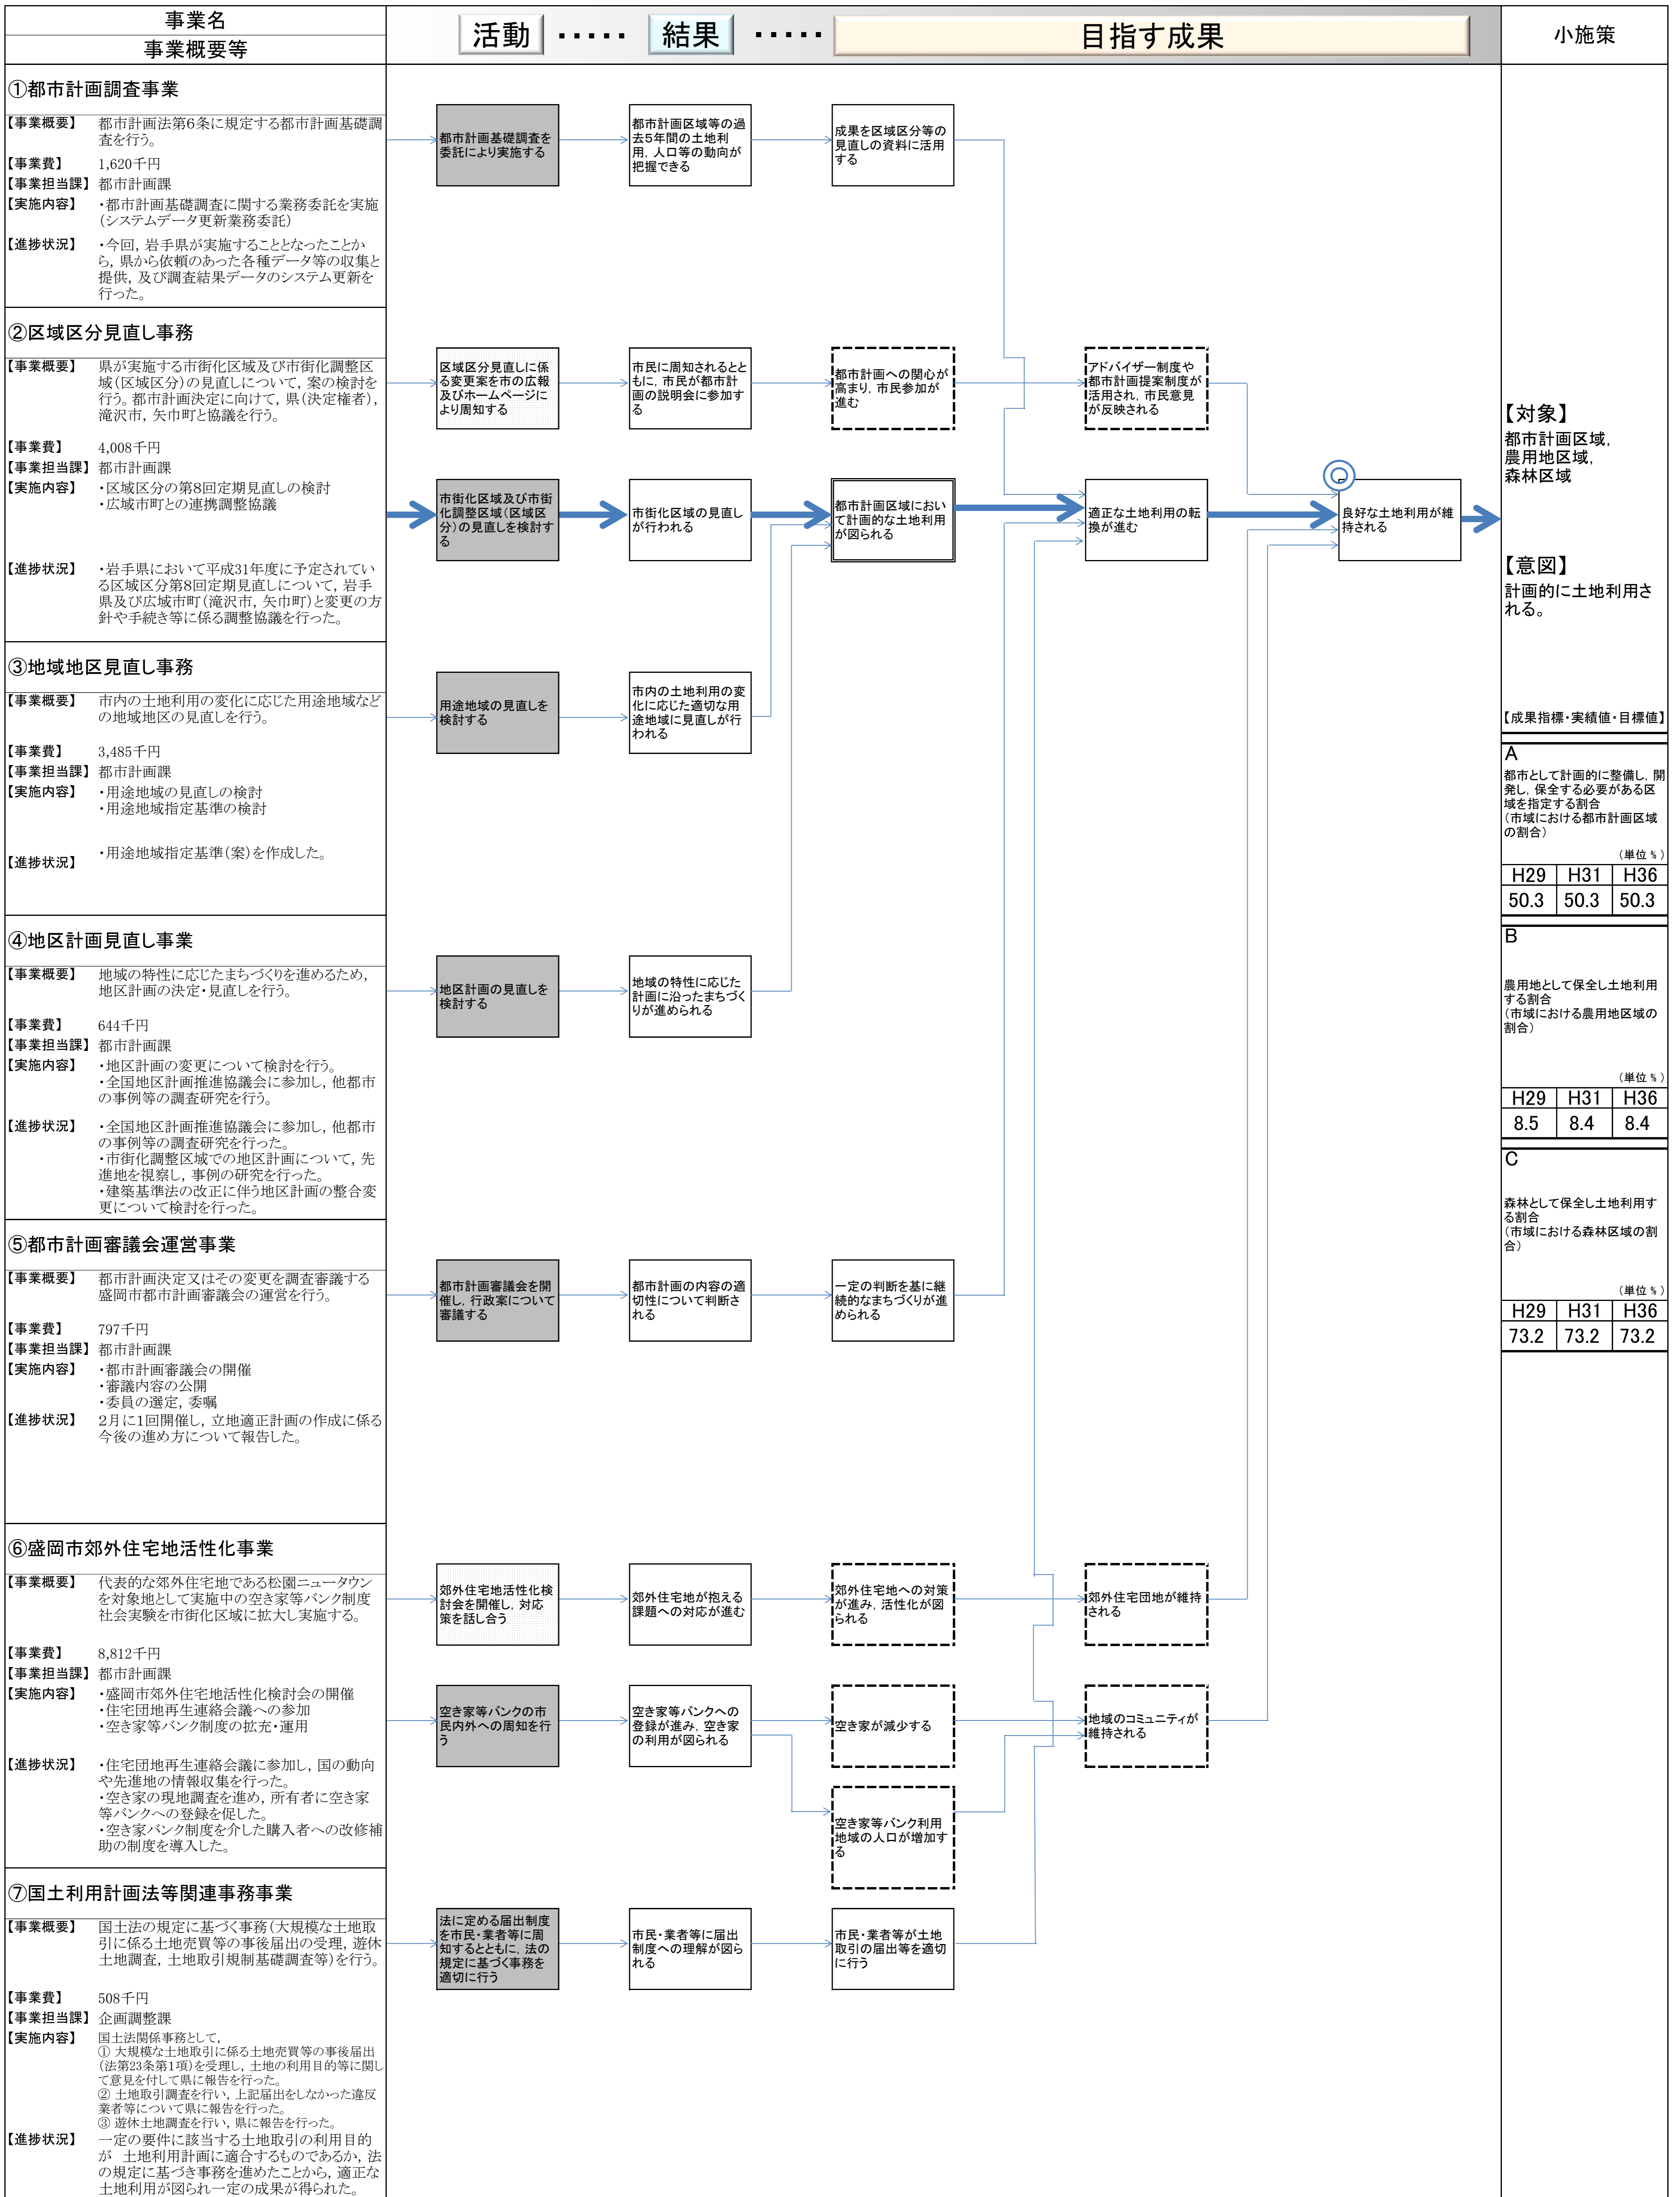 事業名
事業概要等
活動
・・・・・
結果
・・・・・
目指す成果
小施策
①都市計画調査事業
【事業概要】 都市計画法第6条に規定する都市計画基礎調
査を行う。
【事業費】 1,620千円
【事業担当課】 都市計画課
【実施内容】 ・都市計画基礎調査に関する業務委託を実施
(システムデータ更新業務委託)
【進捗状況】 ・今回，岩手県が実施することとなったことか
ら，県から依頼のあった各種データ等の収集と
提供，及び調査結果データのシステム更新を
行った。
都市計画基礎調査を
委託により実施する
都市計画区域等の過
去5年間の土地利
用，人口等の動向が
把握できる
成果を区域区分等の
見直しの資料に活用
する
②区域区分見直し事務
【事業概要】 県が実施する市街化区域及び市街化調整区
域(区域区分)の見直しについて，案の検討を
行う。都市計画決定に向けて，県(決定権者)，
滝沢市，矢巾町と協議を行う。
【事業費】 4,008千円
【事業担当課】 都市計画課
【実施内容】 ・区域区分の第8回定期見直しの検討
・広域市町との連携調整協議
【進捗状況】 ・岩手県において平成31年度に予定されてい
る区域区分第8回定期見直しについて，岩手
県及び広域市町(滝沢市，矢巾町)と変更の方
針や手続き等に係る調整協議を行った。
区域区分見直しに係
る変更案を市の広報
及びホームページに
より周知する
市民に周知されるとと
もに，市民が都市計
画の説明会に参加す
る
都市計画への関心が
高まり，市民参加が
進む
アドバイザー制度や
都市計画提案制度が
活用され，市民意見
が反映される
市街化区域及び市街
化調整区域(区域区
分)の見直しを検討す
る
市街化区域の見直し
が行われる
都市計画区域におい
て計画的な土地利用
が図られる
適正な土地利用の転
換が進む
◎
良好な土地利用が維
持される
③地域地区見直し事務
【事業概要】 市内の土地利用の変化に応じた用途地域など
の地域地区の見直しを行う。
【事業費】 3,485千円
【事業担当課】 都市計画課
【実施内容】 ・用途地域の見直しの検討
・用途地域指定基準の検討
【進捗状況】 ・用途地域指定基準(案)を作成した。
用途地域の見直しを
検討する
市内の土地利用の変
化に応じた適切な用
途地域に見直しが行
われる
④地区計画見直し事業
【事業概要】 地域の特性に応じたまちづくりを進めるため，
地区計画の決定・見直しを行う。
【事業費】 644千円
【事業担当課】 都市計画課
【実施内容】 ・地区計画の変更について検討を行う。
・全国地区計画推進協議会に参加し，他都市
の事例等の調査研究を行う。
【進捗状況】 ・全国地区計画推進協議会に参加し，他都市
の事例等の調査研究を行った。
・市街化調整区域での地区計画について，先
進地を視察し，事例の研究を行った。
・建築基準法の改正に伴う地区計画の整合変
更について検討を行った。
地区計画の見直しを
検討する
地域の特性に応じた
計画に沿ったまちづく
りが進められる
⑤都市計画審議会運営事業
【事業概要】 都市計画決定又はその変更を調査審議する
盛岡市都市計画審議会の運営を行う。
【事業費】 797千円
【事業担当課】 都市計画課
【実施内容】 ・都市計画審議会の開催
・審議内容の公開
・委員の選定，委嘱
【進捗状況】 2月に1回開催し，立地適正計画の作成に係る
今後の進め方について報告した。
都市計画審議会を開
催し，行政案について
審議する
都市計画の内容の適
切性について判断さ
れる
一定の判断を基に継
続的なまちづくりが進
められる
⑥盛岡市郊外住宅地活性化事業
【事業概要】 代表的な郊外住宅地である松園ニュータウン
を対象地として実施中の空き家等バンク制度
社会実験を市街化区域に拡大し実施する。
【事業費】 8,812千円
【事業担当課】 都市計画課
【実施内容】 ・盛岡市郊外住宅地活性化検討会の開催
・住宅団地再生連絡会議への参加
・空き家等バンク制度の拡充・運用
【進捗状況】 ・住宅団地再生連絡会議に参加し，国の動向
や先進地の情報収集を行った。
・空き家の現地調査を進め，所有者に空き家
等バンクへの登録を促した。
・空き家バンク制度を介した購入者への改修補
助の制度を導入した。
郊外住宅地活性化検
討会を開催し，対応
策を話し合う
郊外住宅地が抱える
課題への対応が進む
郊外住宅地への対策
が進み，活性化が図
られる
郊外住宅団地が維持
される
空き家等バンクの市
民内外への周知を行
う
空き家等バンクへの
登録が進み，空き家
の利用が図られる
空き家が減少する
地域のコミュニティが
維持される
空き家等バンク利用
地域の人口が増加す
る
⑦国土利用計画法等関連事務事業
【事業概要】 国土法の規定に基づく事務(大規模な土地取
引に係る土地売買等の事後届出の受理，遊休
土地調査，土地取引規制基礎調査等)を行う。
【事業費】 508千円
【事業担当課】 企画調整課
【実施内容】 国土法関係事務として，
① 大規模な土地取引に係る土地売買等の事後届出
(法第23条第1項)を受理し，土地の利用目的等に関し
て意見を付して県に報告を行った。
② 土地取引調査を行い，上記届出をしなかった違反
業者等について県に報告を行った。
③ 遊休土地調査を行い，県に報告を行った。
【進捗状況】 一定の要件に該当する土地取引の利用目的
が 土地利用計画に適合するものであるか，法
の規定に基づき事務を進めたことから，適正な
土地利用が図られ一定の成果が得られた。
法に定める届出制度
を市民・業者等に周
知するとともに，法の
規定に基づく事務を
適切に行う
市民・業者等に届出
制度への理解が図ら
れる
市民・業者等が土地
取引の届出等を適切
に行う
【対象】
都市計画区域，
農用地区域，
森林区域
【意図】
計画的に土地利用さ
れる。
【成果指標・実績値・目標値】
A
都市として計画的に整備し，開
発し，保全する必要がある区
域を指定する割合
(市域における都市計画区域
の割合)
(単位 % )
H29 H31 H36
50.3 50.3 50.3
B
農用地として保全し土地利用
する割合
(市域における農用地区域の
割合)
(単位 % )
H29 H31 H36
8.5 8.4 8.4
C
森林として保全し土地利用す
る割合
(市域における森林区域の割
合)
(単位 % )
H29 H31 H36
73.2 73.2 73.2